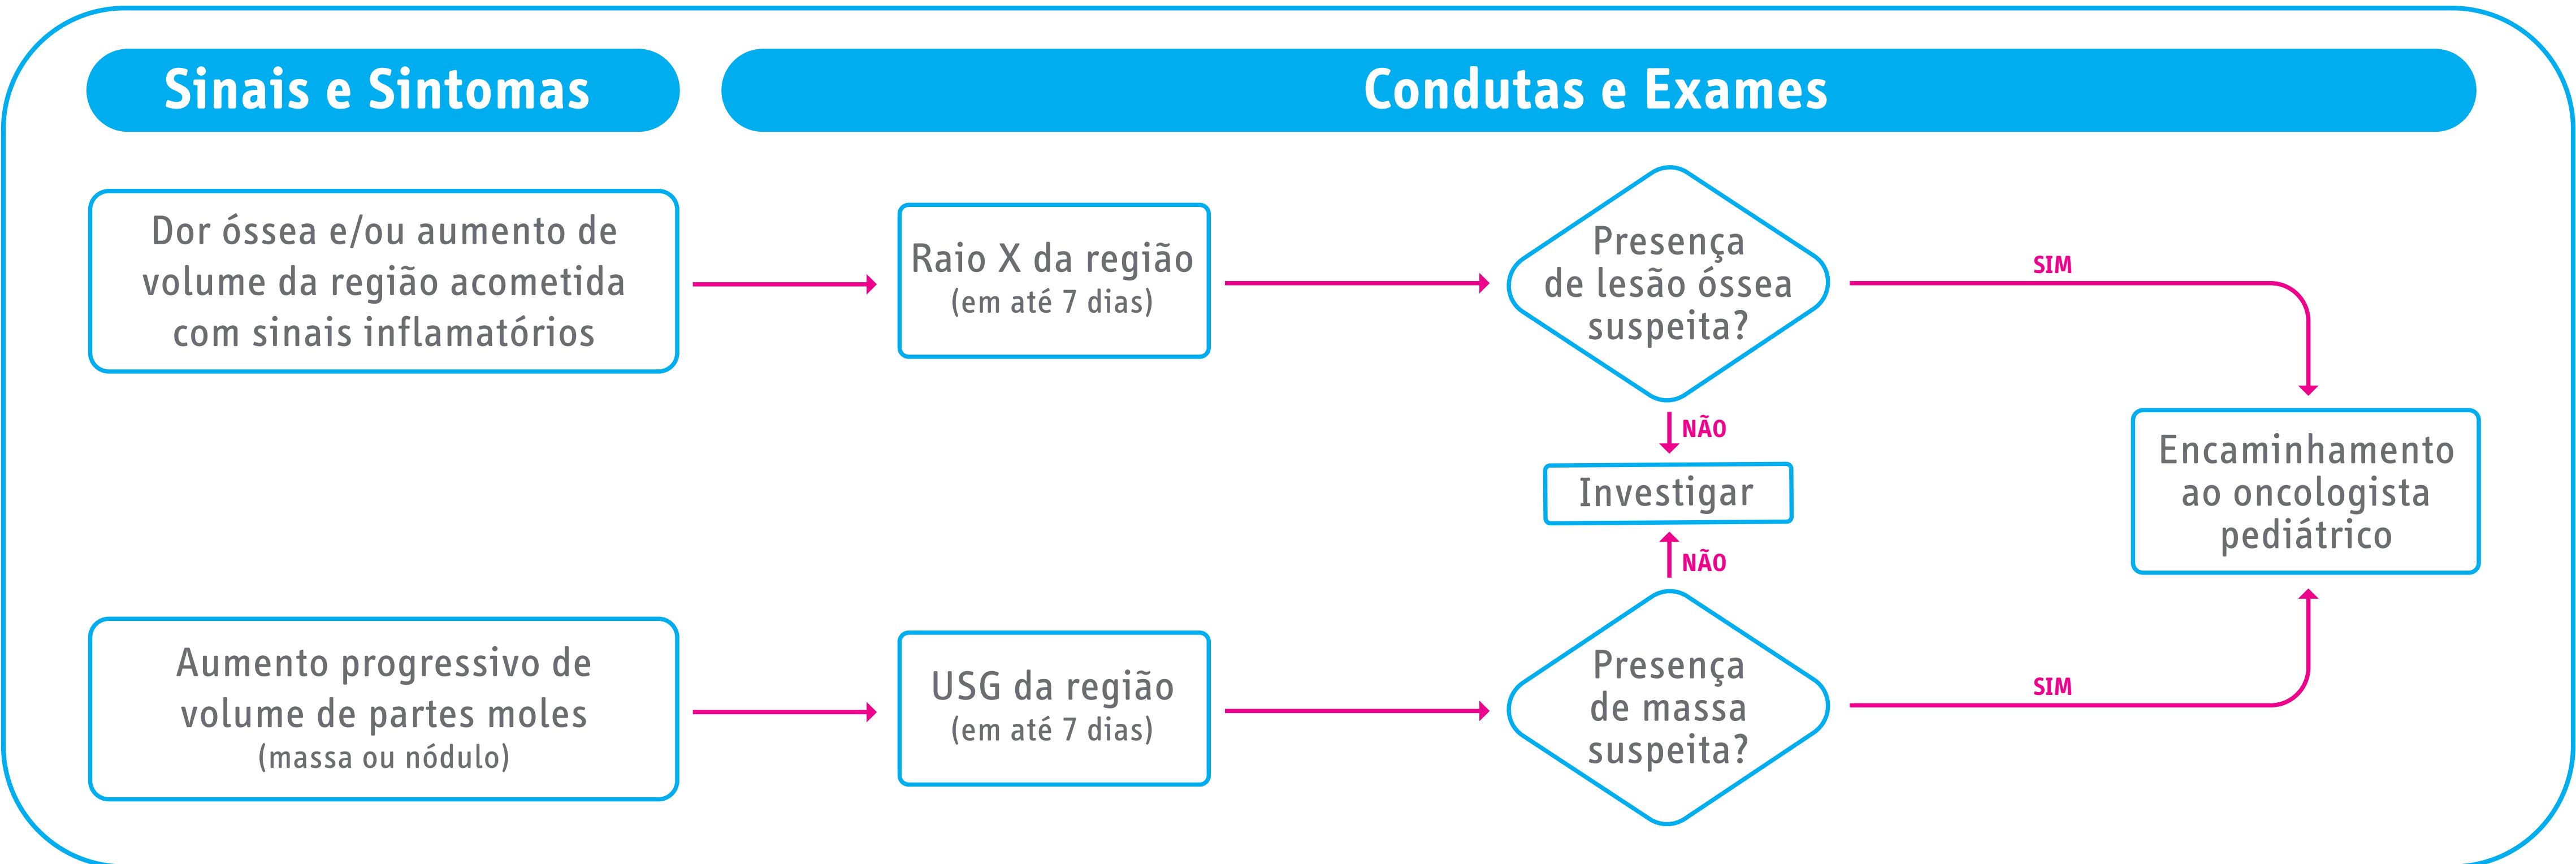 Sinais e Sintomas
Condutas e Exames
Dor óssea e/ou aumento de
volume da região acometida
com sinais inflamatórios
Raio X da região
(em até 7 dias)
Presença
de lesão óssea
suspeita?
SIM
NÃO
Investigar
Encaminhamento
ao oncologista
pediátrico
NÃO
Aumento progressivo de
volume de partes moles
(massa ou nódulo)
USG da região
(em até 7 dias)
Presença
de massa
suspeita?
SIM